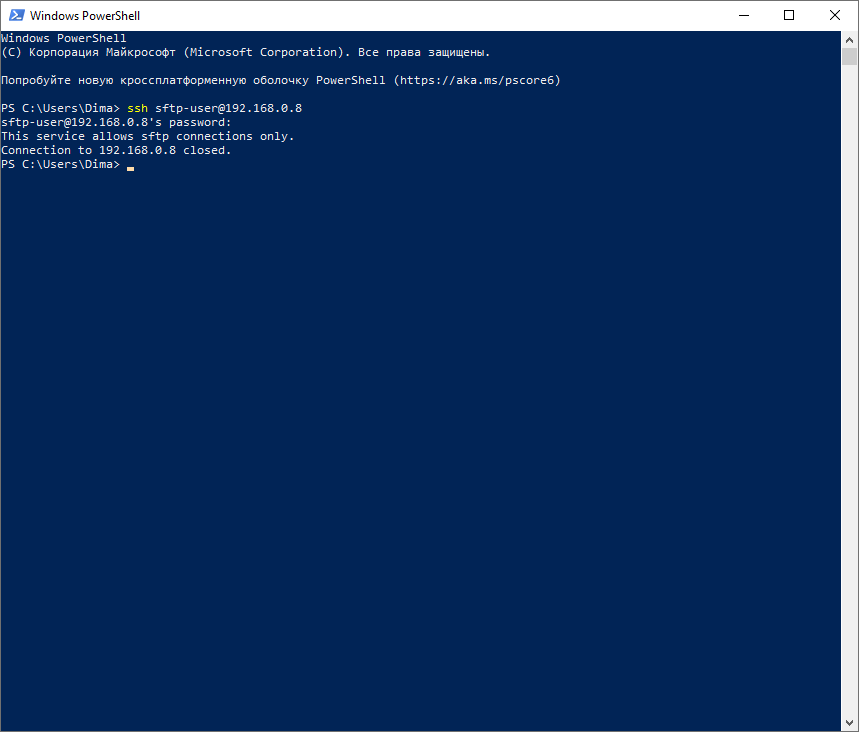 Windows PowerShell
Windows PowerShell
(C) Корпорация Майкрософт (Microsoft Corporation). Все права защищены.
Попробуйте новую кроссплатформенную оболочку PowerShell (https://aka.ms/pscore6)
PS C:\Users\Dima> ssh sftp-user@192.168.0.8
sftp-user@192.168.0.8's password:
This service allows sftp connections only.
Connection to 192.168.0.8 closed.
PS C:\Users\Dima>